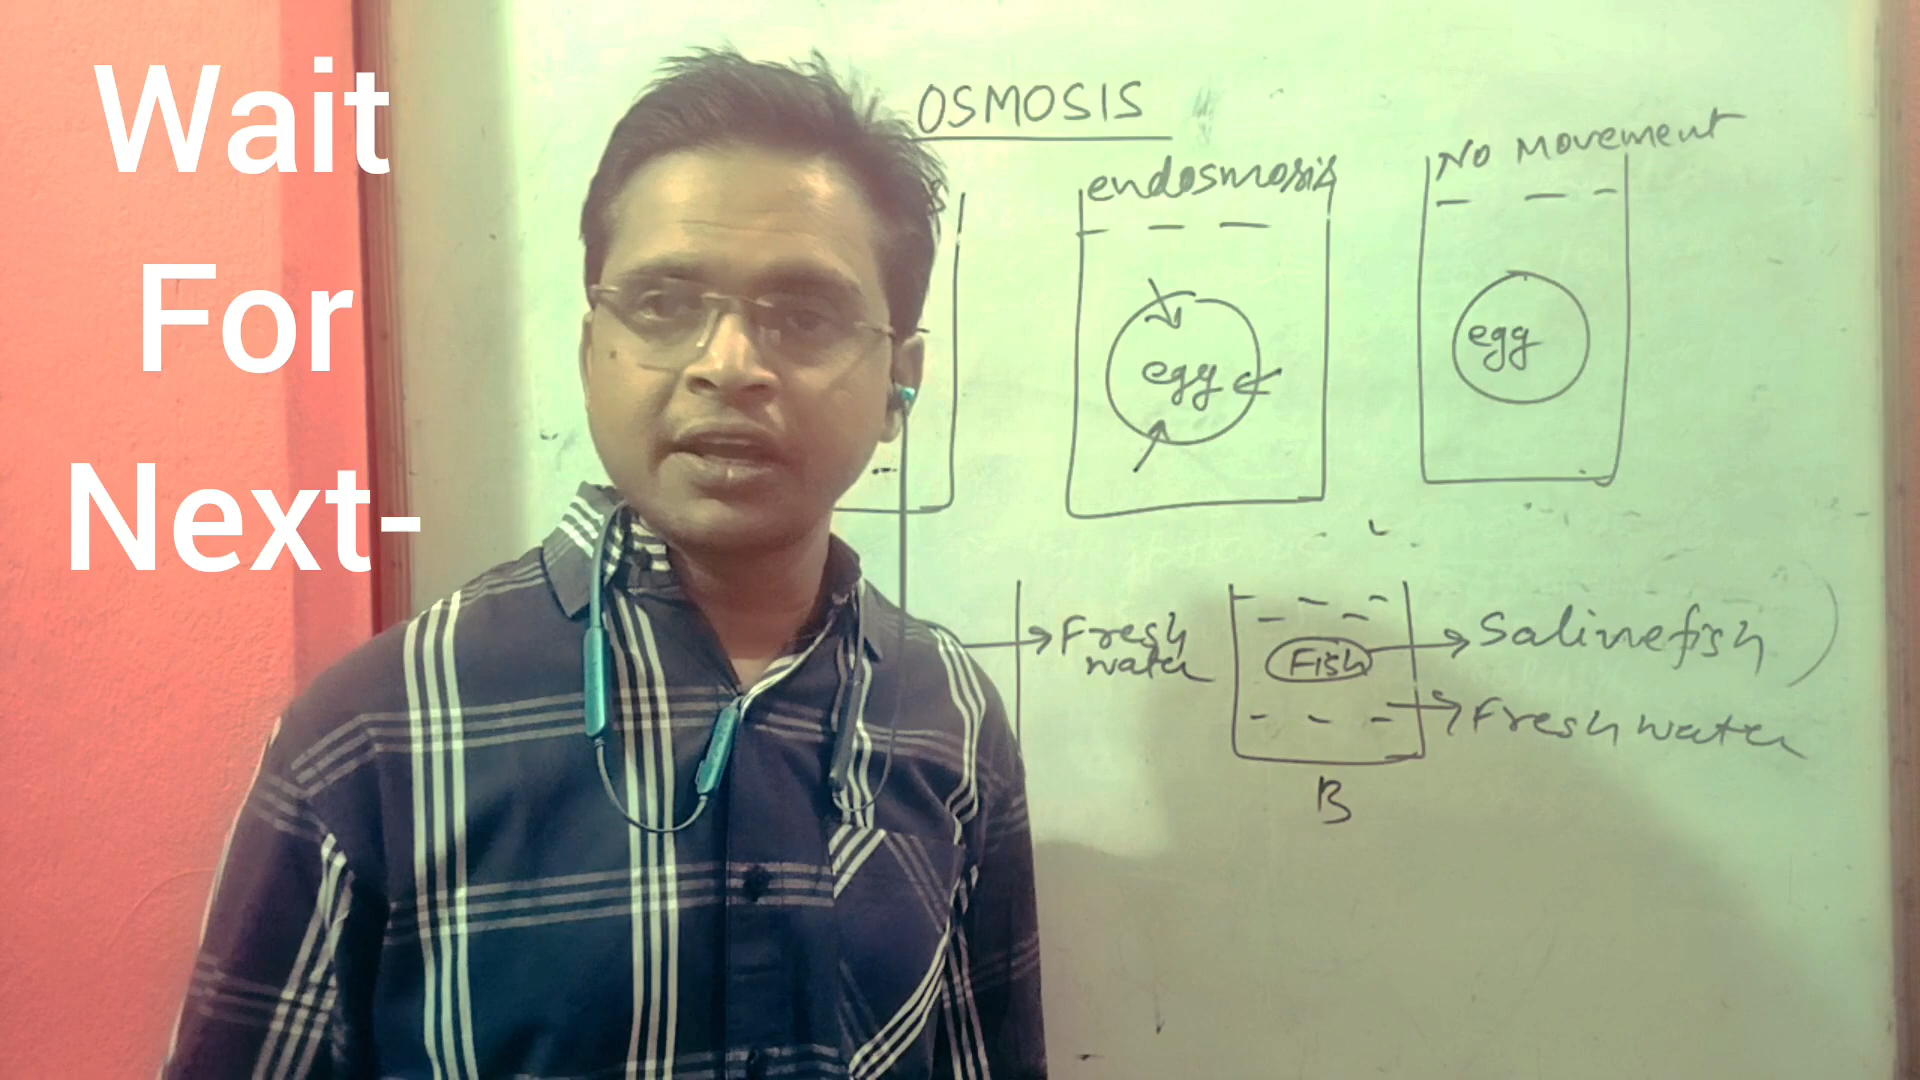 Wait
For
Next-
OSMOSIS
endosmosis
No Movement
egg
egg
Fresh
water
Fish
Saline fish
Fresh water
B